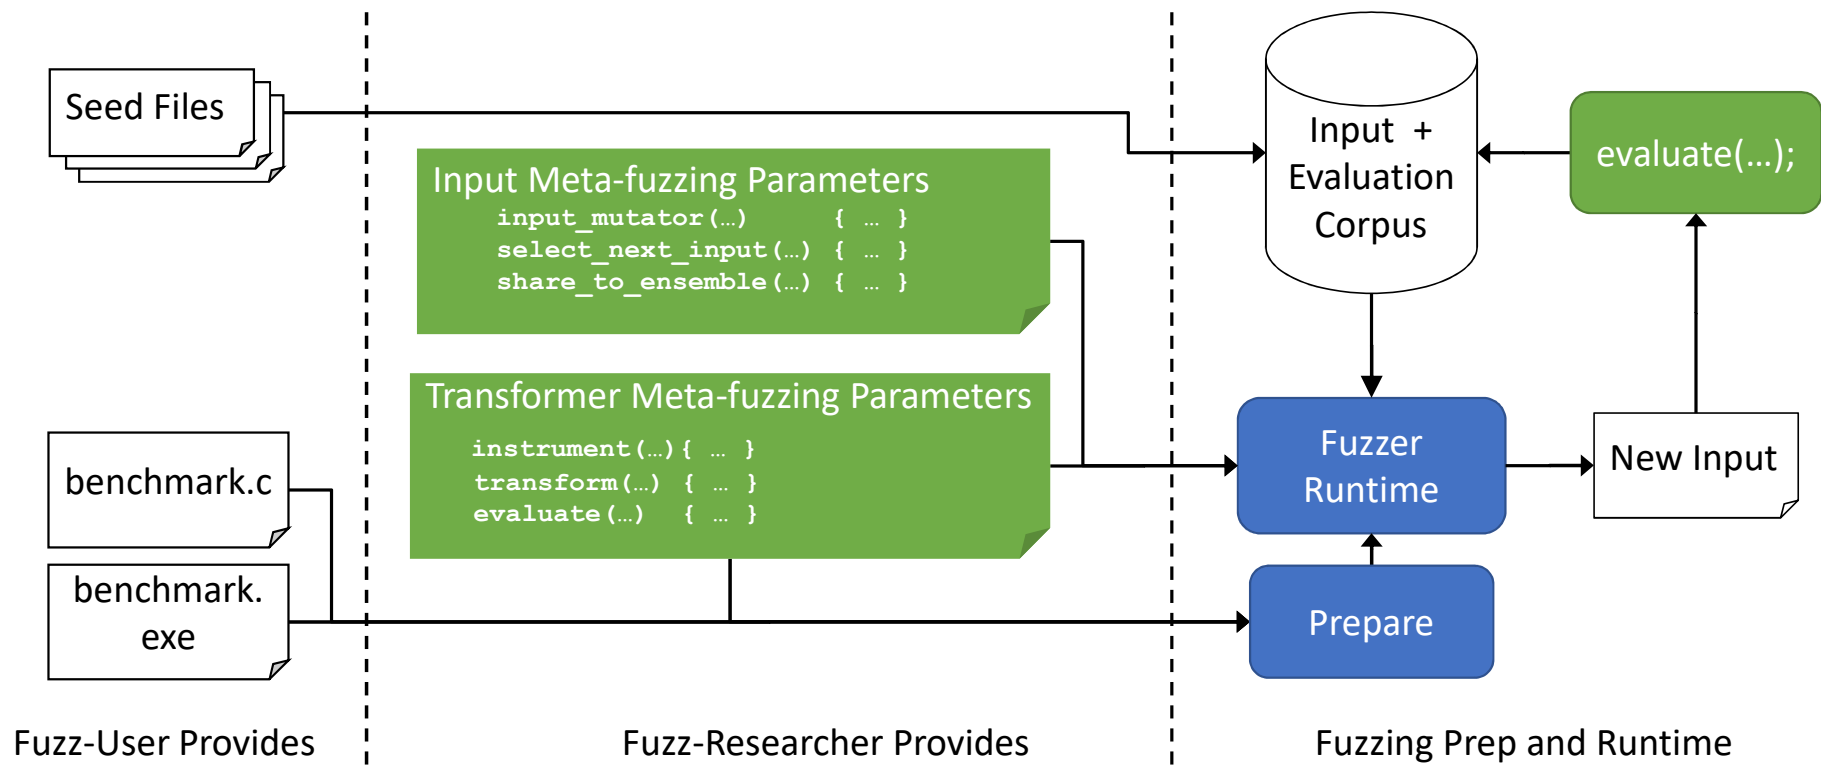 Seed Files
benchmark.c
benchmark.
exe
Fuzz-User Provides
Input Meta-fuzzing Parameters
input_mutator(…) { … }
select_next_input(…) { … }
share_to_ensemble(…) { … }
Transformer Meta-fuzzing Parameters
instrument(…){ … }
transform(…) { … }
evaluate(…) { … }
Fuzz-Researcher Provides
Input +
Evaluation
Corpus
evaluate(…);
Fuzzer
Runtime
New Input
Prepare
Fuzzing Prep and Runtime